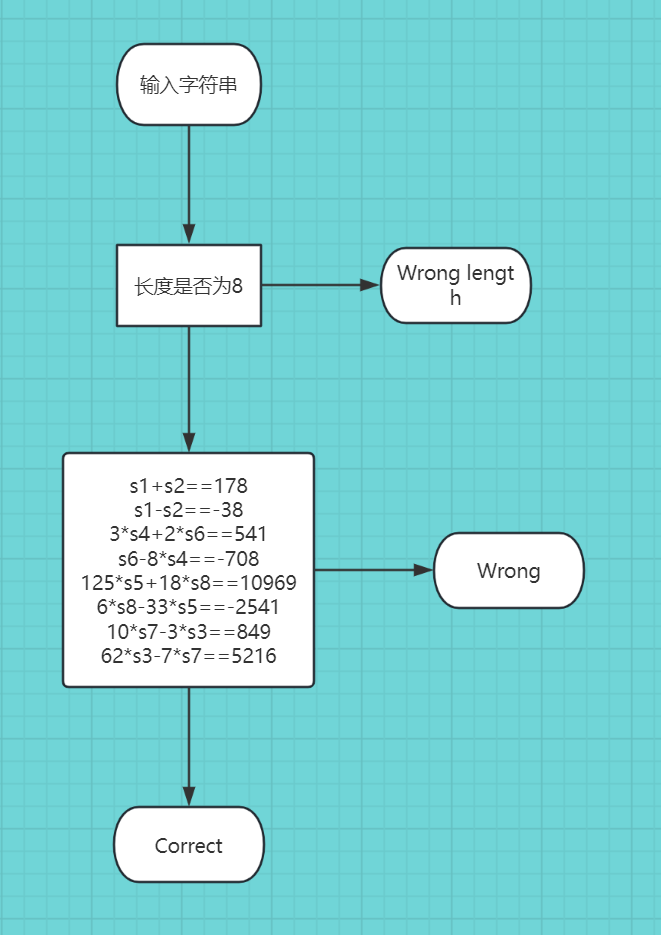 输入字符串
长度是否为8
Wrong lengt
h
s1+s2==178
s1-s2==-38
3*s4+2*s6==541
s6-8*s4==-708
125*s5+18*s8==10969
6*s8-33*s5==-2541
10*s7-3*s3==849
62*s3-7*s7==5216
Wrong
Correct